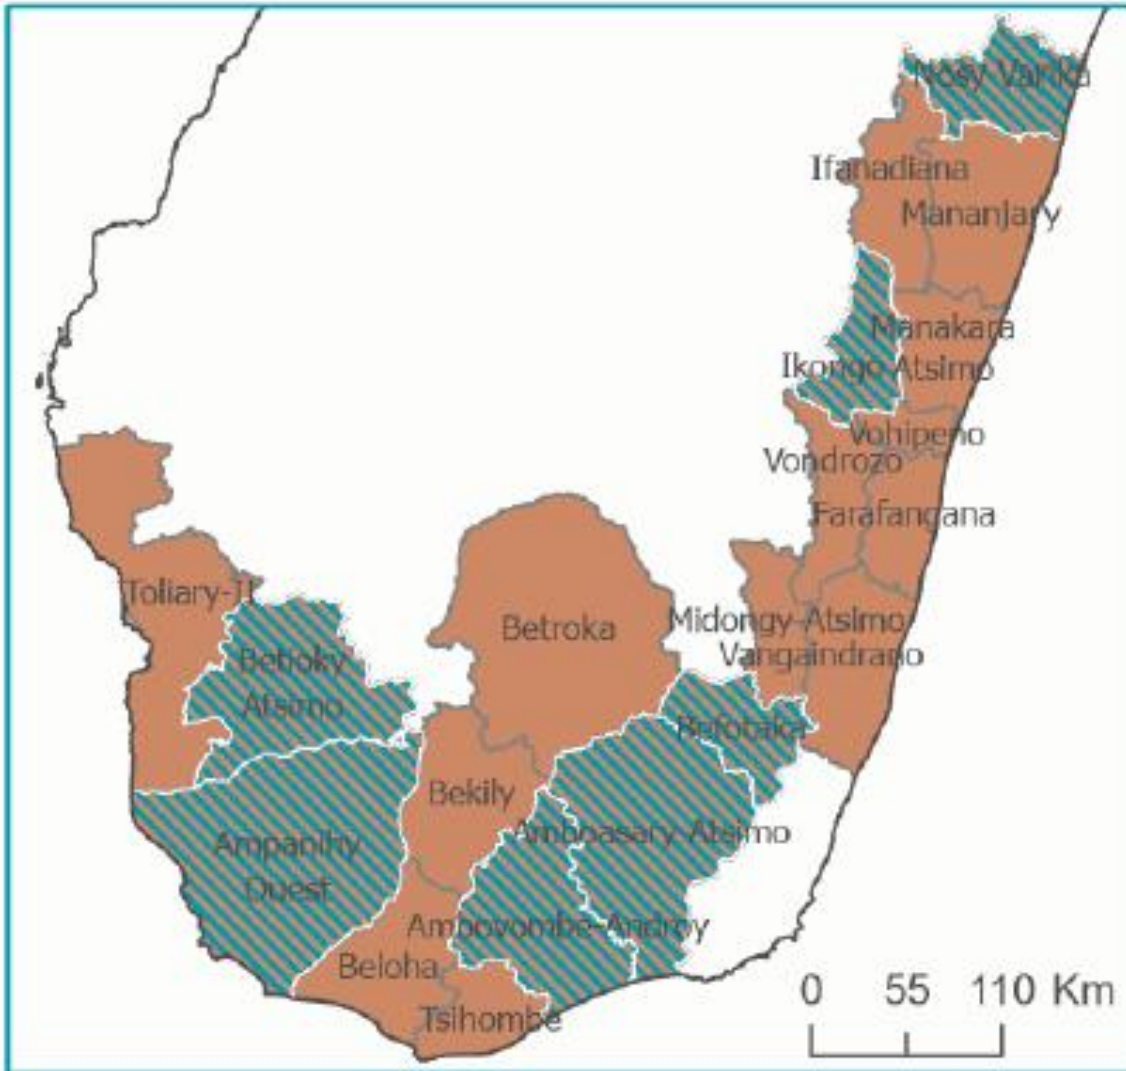 Nosy Varika
Ifanadiana
Mananjary
Manakara
Ikongo Atsimo
Vohipeno
Vondrozo
Farafangana
Toliary-II
Betroka
Midongy-Atsimo
Vangaindrano
Betioky
Atsimo
Befotaka
Bekily
Amboasary-Atsimo
Ampanihy
Ouest
Ambovombe-Androy
Beloha
Tsihombe
0 55 110 Km